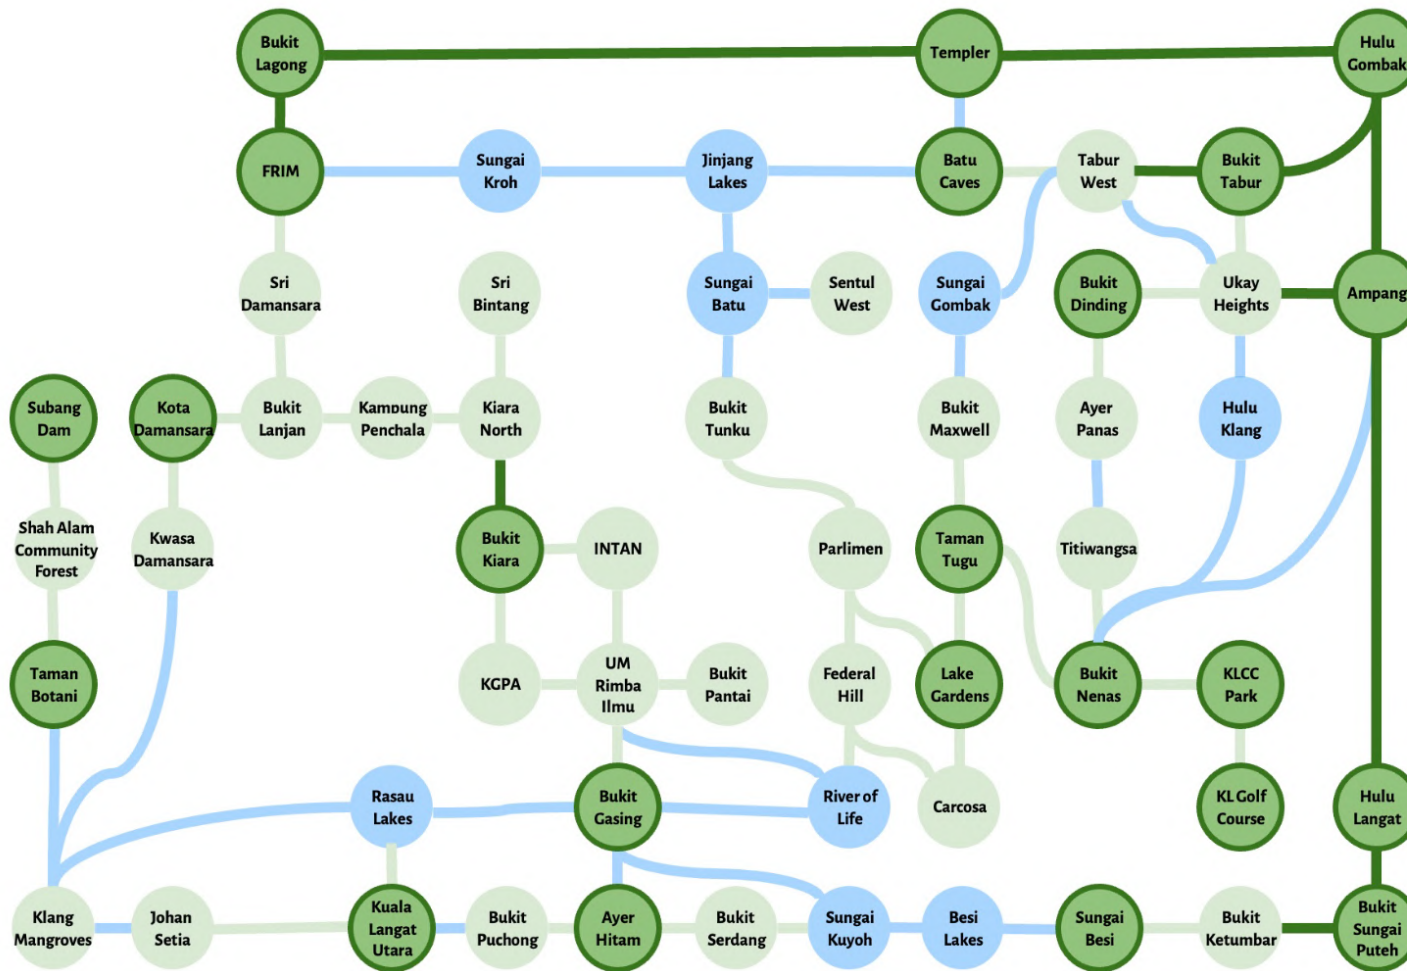 Bukit
Lagong
Templer
Hulu
Gombak
FRIM
Sungai
Kroh
Jinjang
Lakes
Batu
Caves
Tabur
West
Bukit
Tabur
Sri
Damansara
Sri
Bintang
Sungai
Batu
Sentul
West
Sungai
Gombak
Bukit
Dinding
Ukay
Heights
Ampang
Subang
Dam
Kota
Damansara
Bukit
Lanjan
Kampung
Penchala
Kiara
North
Bukit
Tunku
Bukit
Maxwell
Ayer
Panas
Hulu
Klang
Shah Alam
Community
Forest
Kwasa
Damansara
Bukit
Kiara
INTAN
Parlimen
Taman
Tugu
Titiwangsa
Taman
Botani
KGPA
UM
Rimba
Ilmu
Bukit
Pantai
Federal
Hill
Lake
Gardens
Bukit
Nenas
KLCC
Park
Rasau
Lakes
Bukit
Gasing
River of
Life
Carcosa
KL Golf
Course
Hulu
Langat
Klang
Mangroves
Johan
Setia
Kuala
Langat
Utara
Bukit
Puchong
Ayer
Hitam
Bukit
Serdang
Sungai
Kuyoh
Besi
Lakes
Sungai
Besi
Bukit
Ketumbar
Bukit
Sungai
Puteh